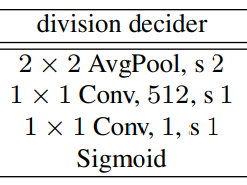 division decider
2 × 2 AvgPool, s 2
1 × 1 Conv, 512, s 1
1 × 1 Conv, 1, s 1
Sigmoid